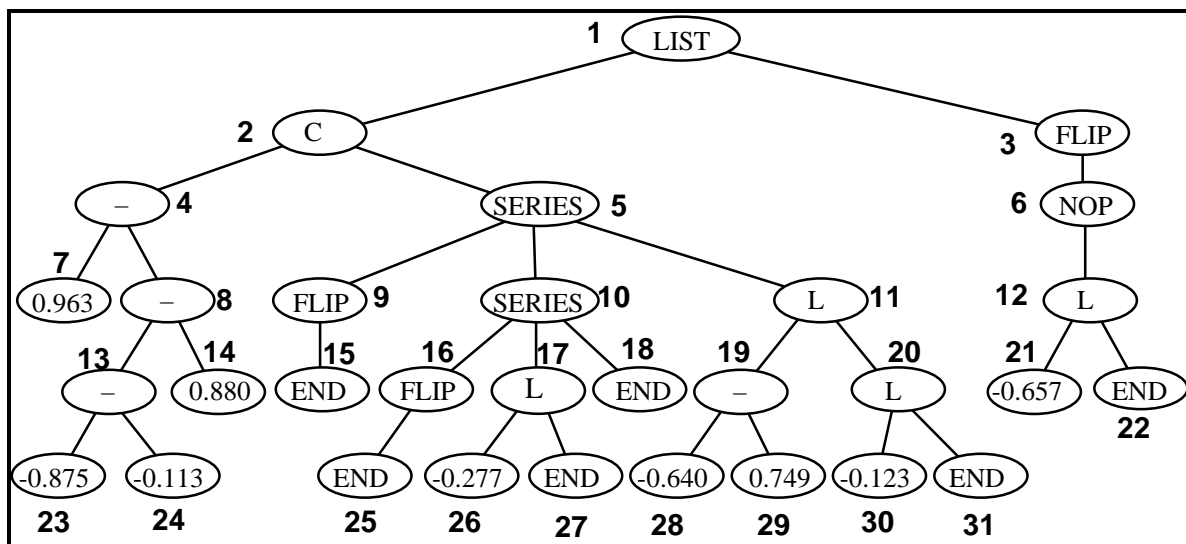 1 LIST
2 C 3 FLIP
– 4 SERIES 5 6 NOP
7 0.963 – 8 FLIP 9 SERIES 10 L 11 12 L
13 – 14 0.880 15 END 16 FLIP 17 L 18 END 19 – 20 L 21 -0.657 END 22
-0.875 -0.113 END -0.277 END -0.640 0.749 -0.123 END
23 24 25 26 27 28 29 30 31